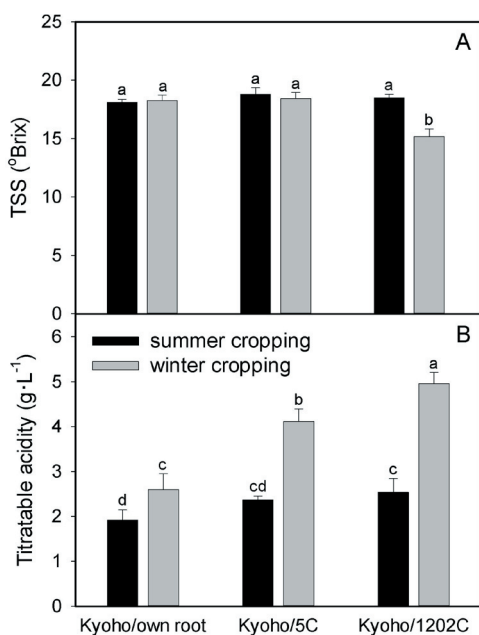 25
A
20
15
10
5
0
TSS (°Brix)
a
a
a
a
a
b
6
B
5
4
3
2
1
0
Titratable acidity (g·L⁻¹)
summer cropping
winter cropping
d
c
cd
b
c
a
Kyoho/own root
Kyoho/5C
Kyoho/1202C